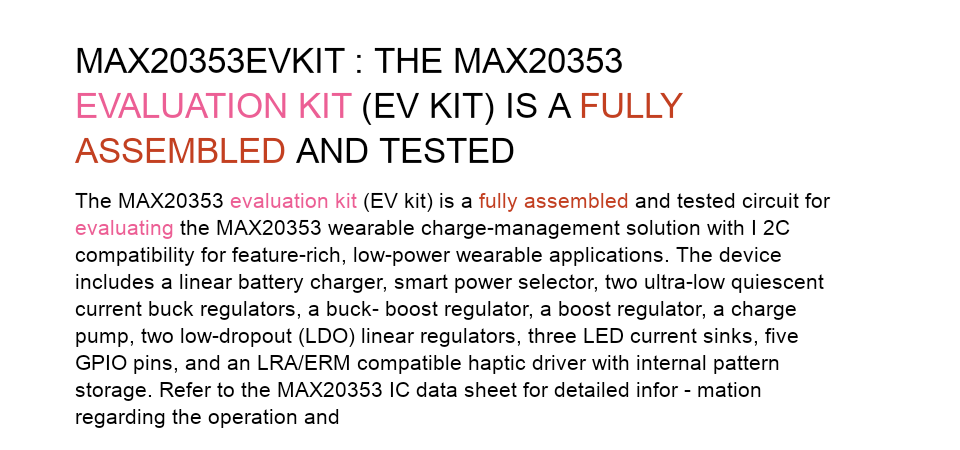 MAX20353EVKIT : THE MAX20353
EVALUATION KIT (EV KIT) IS A FULLY
ASSEMBLED AND TESTED
The MAX20353 evaluation kit (EV kit) is a fully assembled and tested circuit for
evaluating the MAX20353 wearable charge-management solution with I 2C
compatibility for feature-rich, low-power wearable applications. The device
includes a linear battery charger, smart power selector, two ultra-low quiescent
current buck regulators, a buck- boost regulator, a boost regulator, a charge
pump, two low-dropout (LDO) linear regulators, three LED current sinks, five
GPIO pins, and an LRA/ERM compatible haptic driver with internal pattern
storage. Refer to the MAX20353 IC data sheet for detailed infor - mation
regarding the operation and